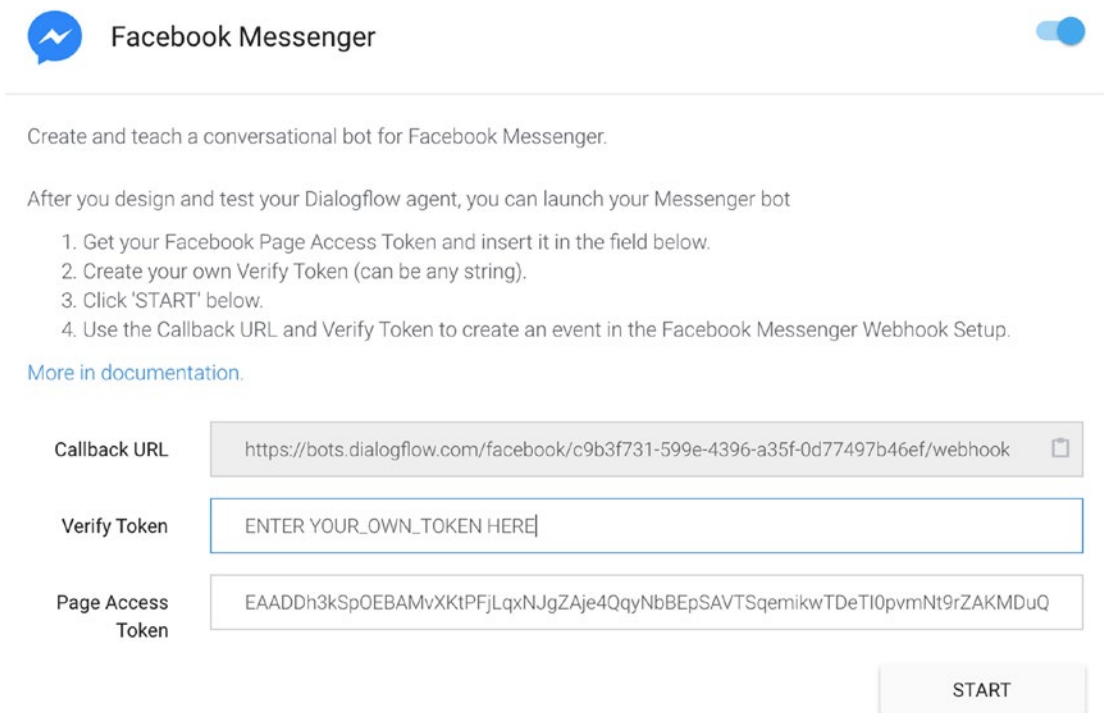 Facebook Messenger
Create and teach a conversational bot for Facebook Messenger.
After you design and test your Dialogflow agent, you can launch your Messenger bot
1. Get your Facebook Page Access Token and insert it in the field below.
2. Create your own Verify Token (can be any string).
3. Click 'START' below.
4. Use the Callback URL and Verify Token to create an event in the Facebook Messenger Webhook Setup.
More in documentation.
Callback URL https://bots.dialogflow.com/facebook/c9b3f731-599e-4396-a35f-0d77497b46ef/webhook
Verify Token ENTER YOUR_OWN_TOKEN HERE
Page Access EAADDh3kSpOEBAMvXKtPFjLqxNJgZAje4QqyNbBEpSAVTSqemikwTDeTI0pvmNt9rZAKMDuQ
Token
START